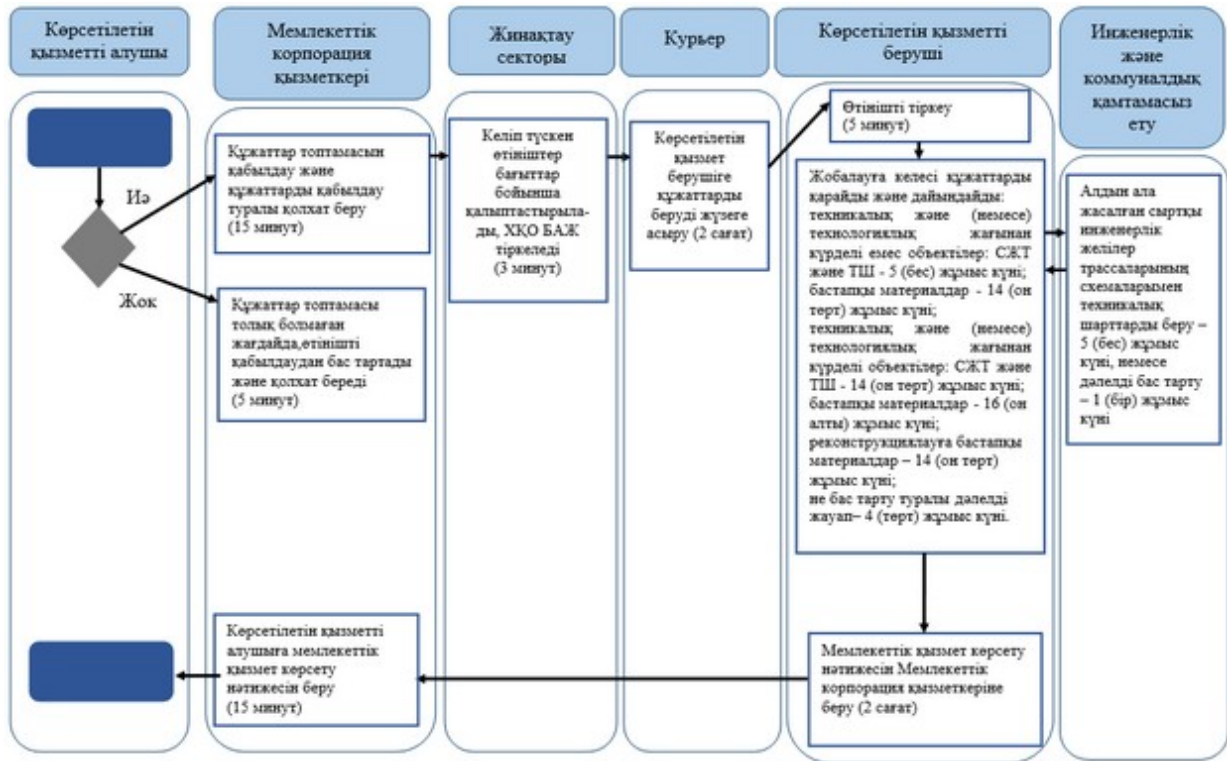 Көрсетілетін
қызметті алушы
Мемлекеттік
корпорация
қызметкері
Жинақтау
секторы
Курьер
Көрсетілетін қызметті
беруші
Инженерлік
және
коммуналдық
қамтамасыз
ету
Иә
Жок
Құжаттар топтамасын
қабылдау және
құжаттарды қабылдау
туралы қолхат беру
(15 минут)
Құжаттар топтамасы
толық болмаған
жағдайда,өтінішті
қабылдаудан бас тартады
және қолхат береді
(5 минут)
Келіп түскен
өтініштер
бағыттар
бойынша
қалыптастырыла-
ды, ХҚО БАЖ
тіркеледі
(3 минут)
Көрсетілетін
қызмет
берушіге
құжаттарды
беруді жүзеге
асыру (2 сағат)
Өтінішті тіркеу
(5 минут)
Жобалауға келесі құжаттарды
қарайды және дайындайды:
техникалық және (немесе)
технологиялық жағынан
күрделі емес объектілер: СЖТ
және ТШ - 5 (бес) жұмыс күні;
бастапқы материалдар - 14 (он
төрт) жұмыс күні;
техникалық және (немесе)
технологиялық жағынан
күрделі объектілер: СЖТ және
ТШ - 14 (он төрт) жұмыс күні;
бастапқы материалдар - 16 (он
алты) жұмыс күні;
реконструкциялауға бастапқы
материалдар – 14 (он төрт)
жұмыс күні;
не бас тарту туралы дәлелді
жауап– 4 (төрт) жұмыс күні.
Алдын ала
жасалған сыртқы
инженерлік
желілер
трассаларының
схемаларымен
техникалық
шарттарды беру –
5 (бес) жұмыс
күні, немесе
дәлелді бас тарту
– 1 (бір) жұмыс
күні
Көрсетілетін қызметті
алушыға мемлекеттік
қызмет көрсету
нәтижесін беру
(15 минут)
Мемлекеттік қызмет көрсету
нәтижесін Мемлекеттік
корпорация қызметкеріне
беру (2 сағат)